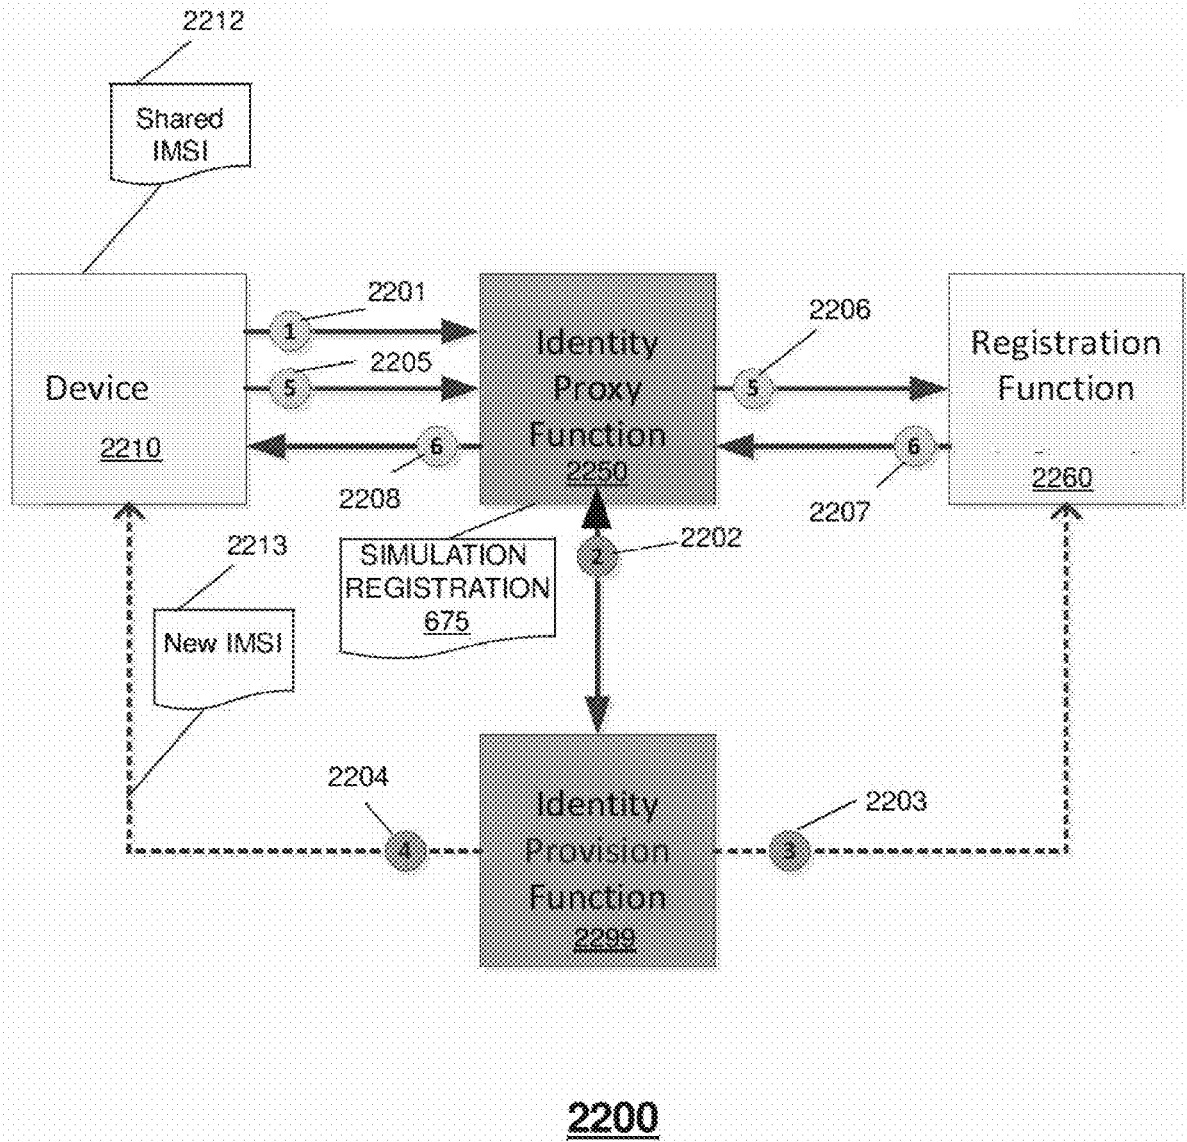 2212
Shared
IMSI
2201
1
2205
5
Device
2210
6
2208
Identity
Proxy
Function
2250
2206
5
6
2207
Registration
Function
2260
2213
New IMSI
SIMULATION
REGISTRATION
675
2
2202
2204
4
Identity
Provision
Function
2299
2203
3
2200